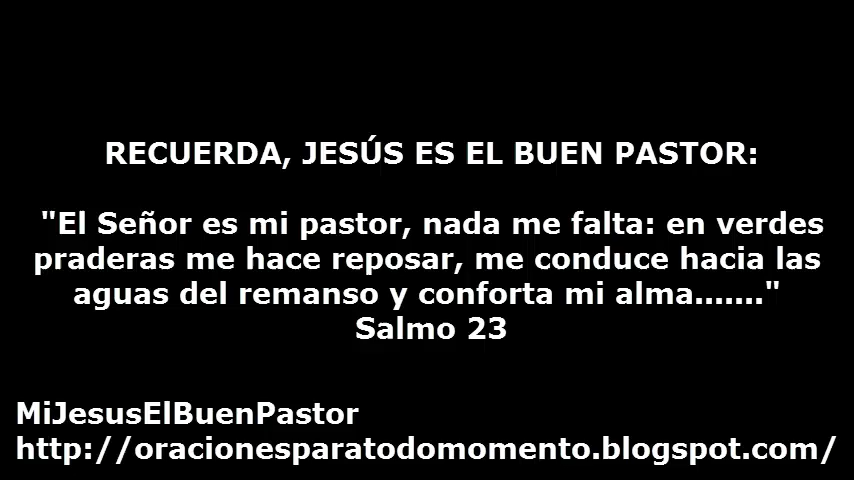 RECUERDA, JESÚS ES EL BUEN PASTOR:
"El Señor es mi pastor, nada me falta: en verdes
praderas me hace reposar, me conduce hacia las
aguas del remanso y conforta mi alma......."
Salmo 23
MiJesusElBuenPastor
http://oracionesparatodomomento.blogspot.com/